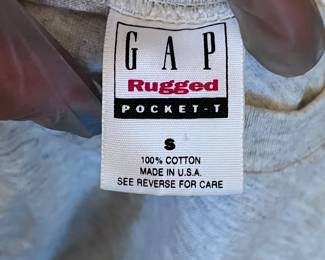 GAP
Rugged
POCKET-T
S
100% COTTON
MADE IN U.S.A.
SEE REVERSE FOR CARE